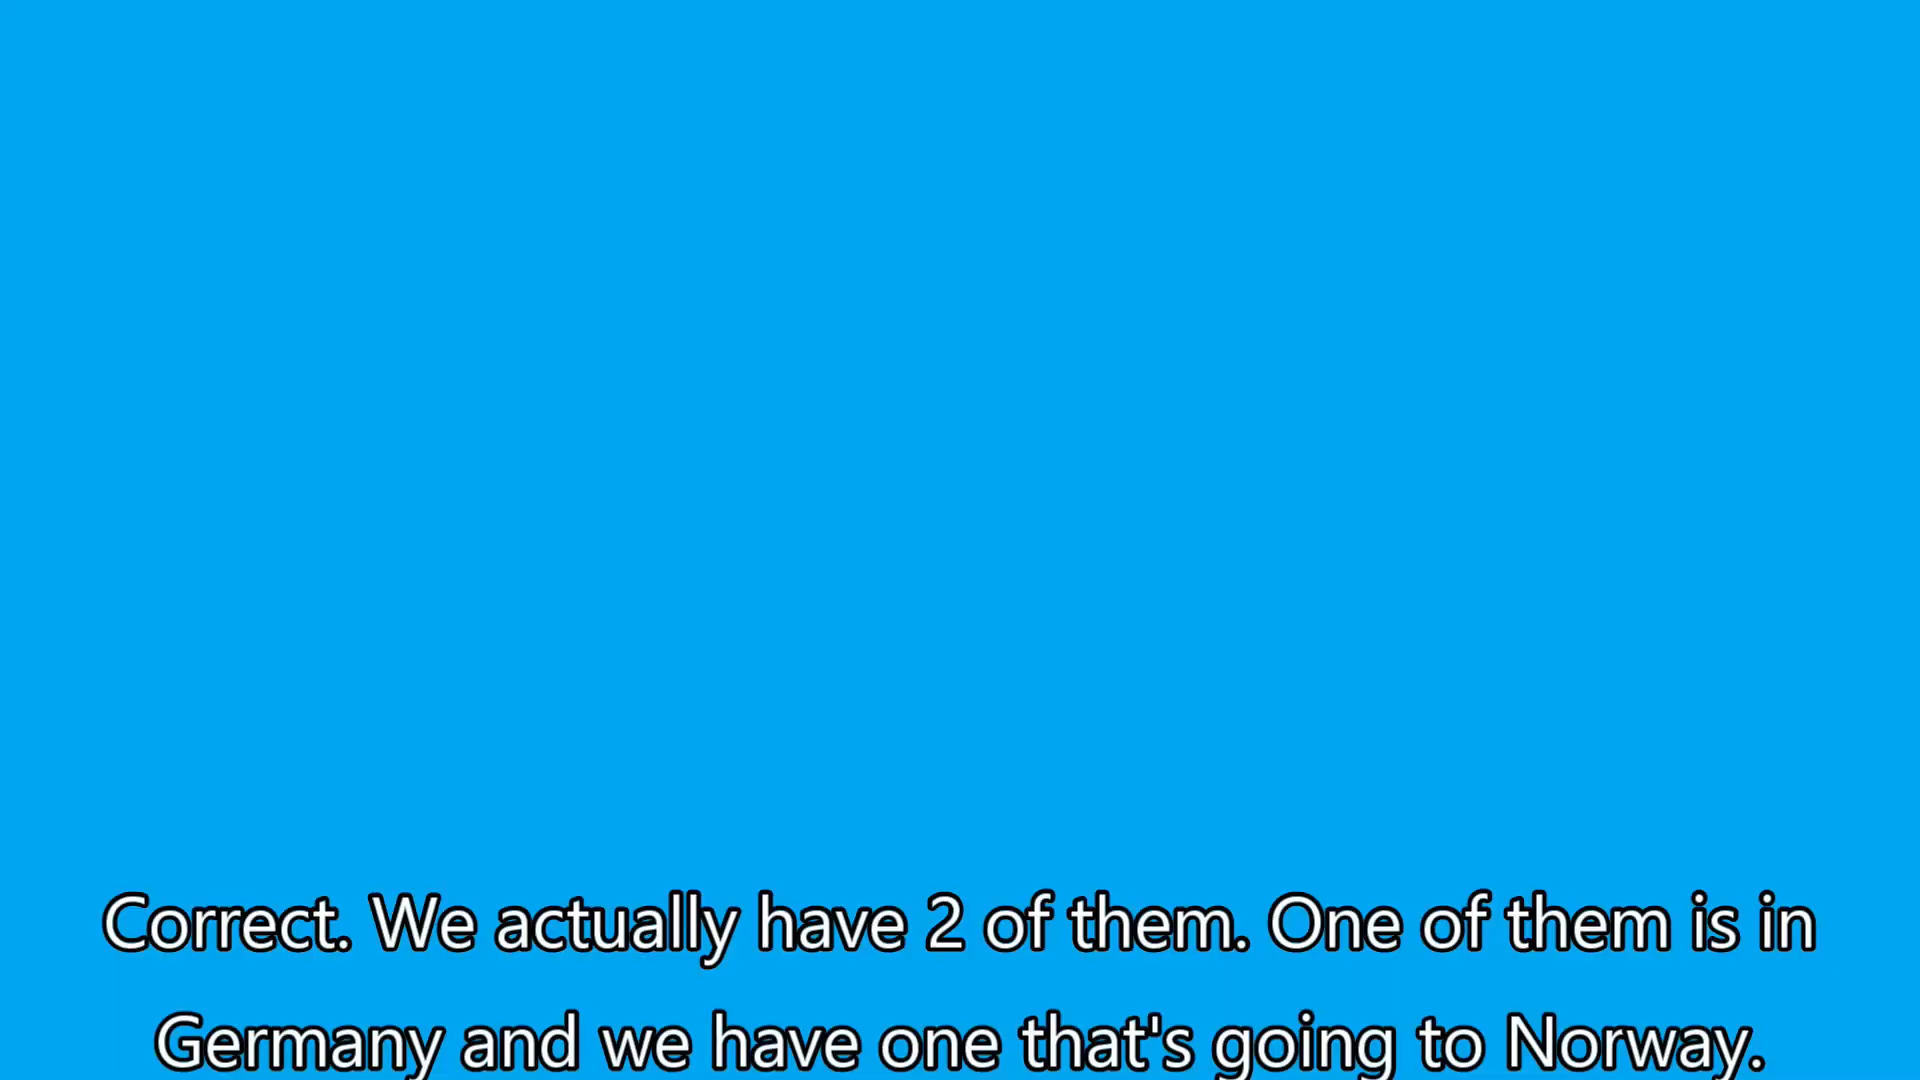 Correct. We actually have 2 of them. One of them is in
Germany and we have one that's going to Norway.